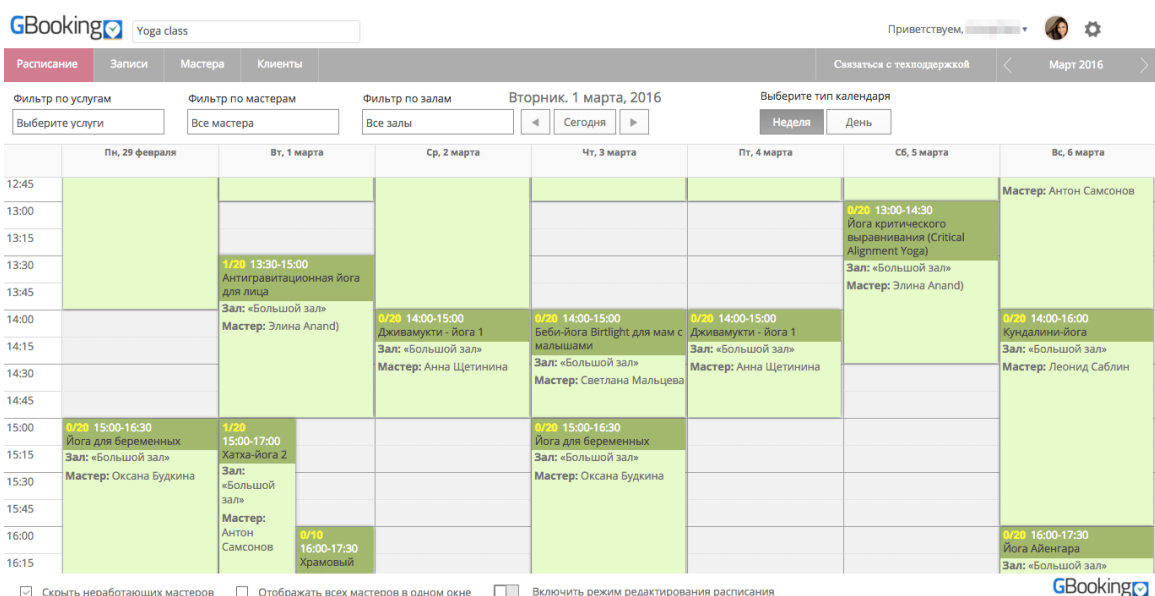 GBooking
Yoga class
Приветствуем,
Расписание
Записи
Мастера
Клиенты
Связаться с техподдержкой
Март 2016
Фильтр по услугам
Фильтр по мастерам
Фильтр по залам
Вторник. 1 марта, 2016
Выберите тип календаря
Выберите услуги
Все мастера
Все залы
Сегодня
Неделя
День
Пн, 29 февраля
Вт, 1 марта
Ср, 2 марта
Чт, 3 марта
Пт, 4 марта
Сб, 5 марта
Вс, 6 марта
12:45
13:00
13:15
13:30
13:45
14:00
14:15
14:30
14:45
15:00
15:15
15:30
15:45
16:00
16:15
0/20 15:00-16:30
Йога для беременных
Зал: «Большой зал»
Мастер: Оксана Будкина
1/20 13:30-15:00
Антигравитационная йога
для лица
Зал: «Большой зал»
Мастер: Элина Anand)
1/20
15:00-17:00
Хатха-йога 2
Зал:
«Большой
зал»
Мастер:
Антон
Самсонов
0/10
16:00-17:30
Храмовый
0/20 14:00-15:00
Дживамукти - йога 1
Зал: «Большой зал»
Мастер: Анна Щетинина
0/20 14:00-15:00
Беби-йога Birtlight для мам с
малышами
Зал: «Большой зал»
Мастер: Светлана Мальцева
0/20 15:00-16:30
Йога для беременных
Зал: «Большой зал»
Мастер: Оксана Будкина
0/20 14:00-15:00
Дживамукти - йога 1
Зал: «Большой зал»
Мастер: Анна Щетинина
0/20 13:00-14:30
Йога критического
выравнивания (Critical
Alignment Yoga)
Зал: «Большой зал»
Мастер: Элина Anand)
Мастер: Антон Самсонов
0/20 14:00-16:00
Кундалини-йога
Зал: «Большой зал»
Мастер: Леонид Саблин
0/20 16:00-17:30
Йога Айенгара
Зал: «Большой зал»
Скрыть неработающих мастеров
Отображать всех мастеров в одном окне
Включить режим редактирования расписания
GBooking